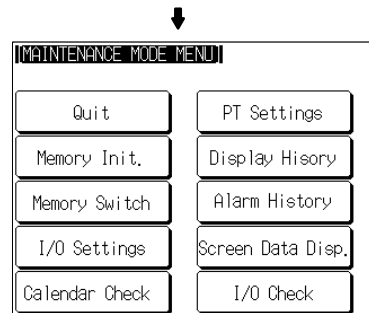 [MAINTENANCE MODE MENU]
Quit
PT Settings
Memory Init.
Display Hisory
Memory Switch
Alarm History
I/O Settings
Screen Data Disp.
Calendar Check
I/O Check